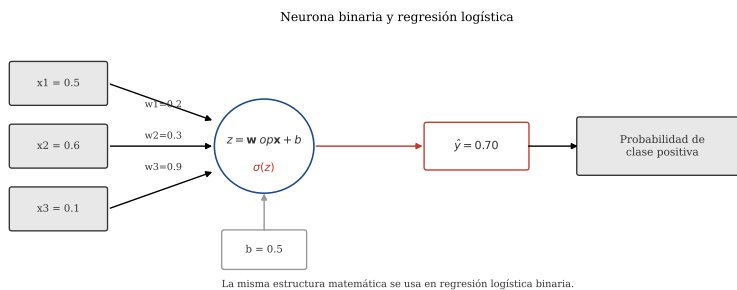 Neurona binaria y regresión logística
x1 = 0.5
w1=0.2
x2 = 0.6
w2=0.3
x3 = 0.1
w3=0.9
z = w opx + b
σ(z)
b = 0.5
ŷ = 0.70
Probabilidad de
clase positiva
La misma estructura matemática se usa en regresión logística binaria.